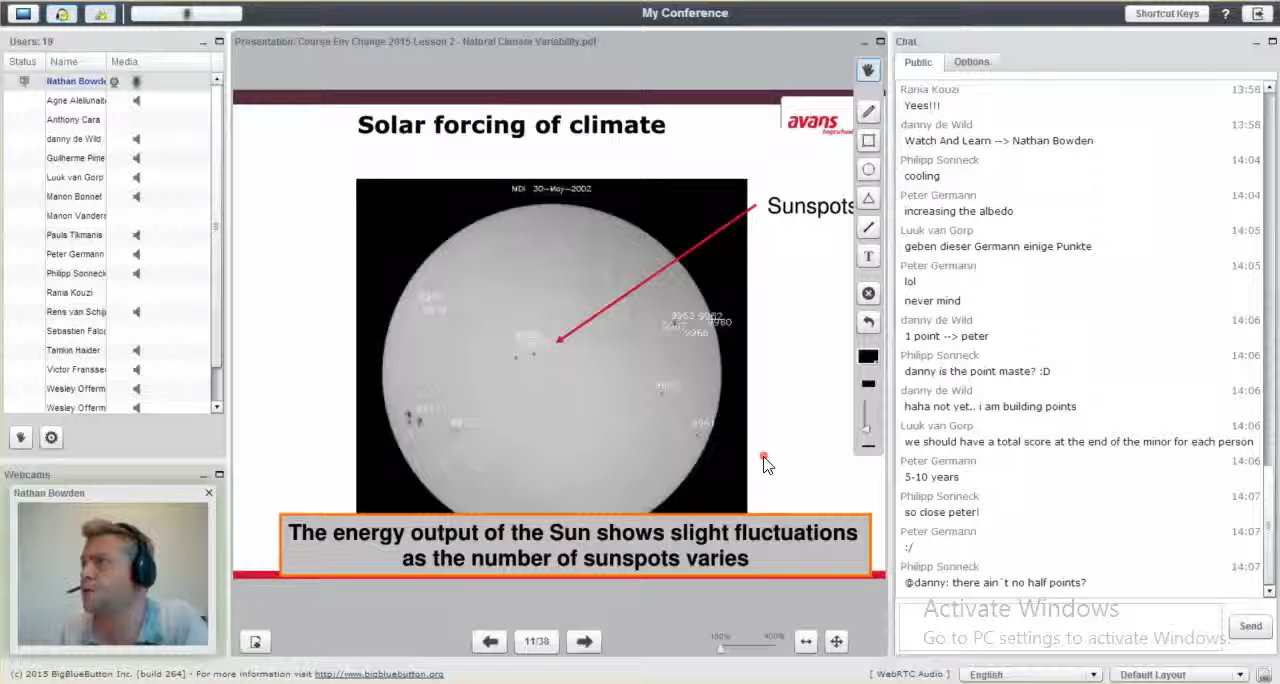 My Conference
Shortcut Keys
?
Users: 19
Status Name Media
Nathan Bowde
Agne Aleliunaite
Anthony Cara
danny de Wild
Guilherme Pine
Luuk van Gorp
Manon Bonnet
Manon Vanders
Pauls Tikmanis
Peter Germann
Philipp Sonneck
Rania Kouzi
Rens van Schij
Sebastien Faloc
Tamkin Haider
Victor Fransse
Wesley Offerm
Wesley Offerm
Webcams
Nathan Bowden
Presentation: Course Env Change 2015 Lesson 2 - Natural Climate Variability.pdf
Solar forcing of climate
avans
hogeschool
MDI 30-May-2002
Sunspots
The energy output of the Sun shows slight fluctuations
as the number of sunspots varies
T
11/38
100% 400%
Chat
Public Options
Rania Kouzi 13:58
Yees!!!
danny de Wild 13:58
Watch And Learn --> Nathan Bowden
Philipp Sonneck 14:04
cooling
Peter Germann 14:04
increasing the albedo
Luuk van Gorp 14:05
geben dieser Germann einige Punkte
Peter Germann 14:05
lol
never mind
danny de Wild 14:06
1 point --> peter
Philipp Sonneck 14:06
danny is the point maste? :D
danny de Wild 14:06
haha not yet.. i am building points
Luuk van Gorp 14:06
we should have a total score at the end of the minor for each person
Peter Germann 14:06
5-10 years
Philipp Sonneck 14:07
so close peter!
Peter Germann 14:07
:/
Philipp Sonneck 14:07
@danny: there ain´t no half points?
Activate Windows
Go to PC settings to activate Windows.
Send
(c) 2015 BigBlueButton Inc. [build 264] - For more information visit http://www.bigbluebutton.org
[ WebRTC Audio ] English Default Layout